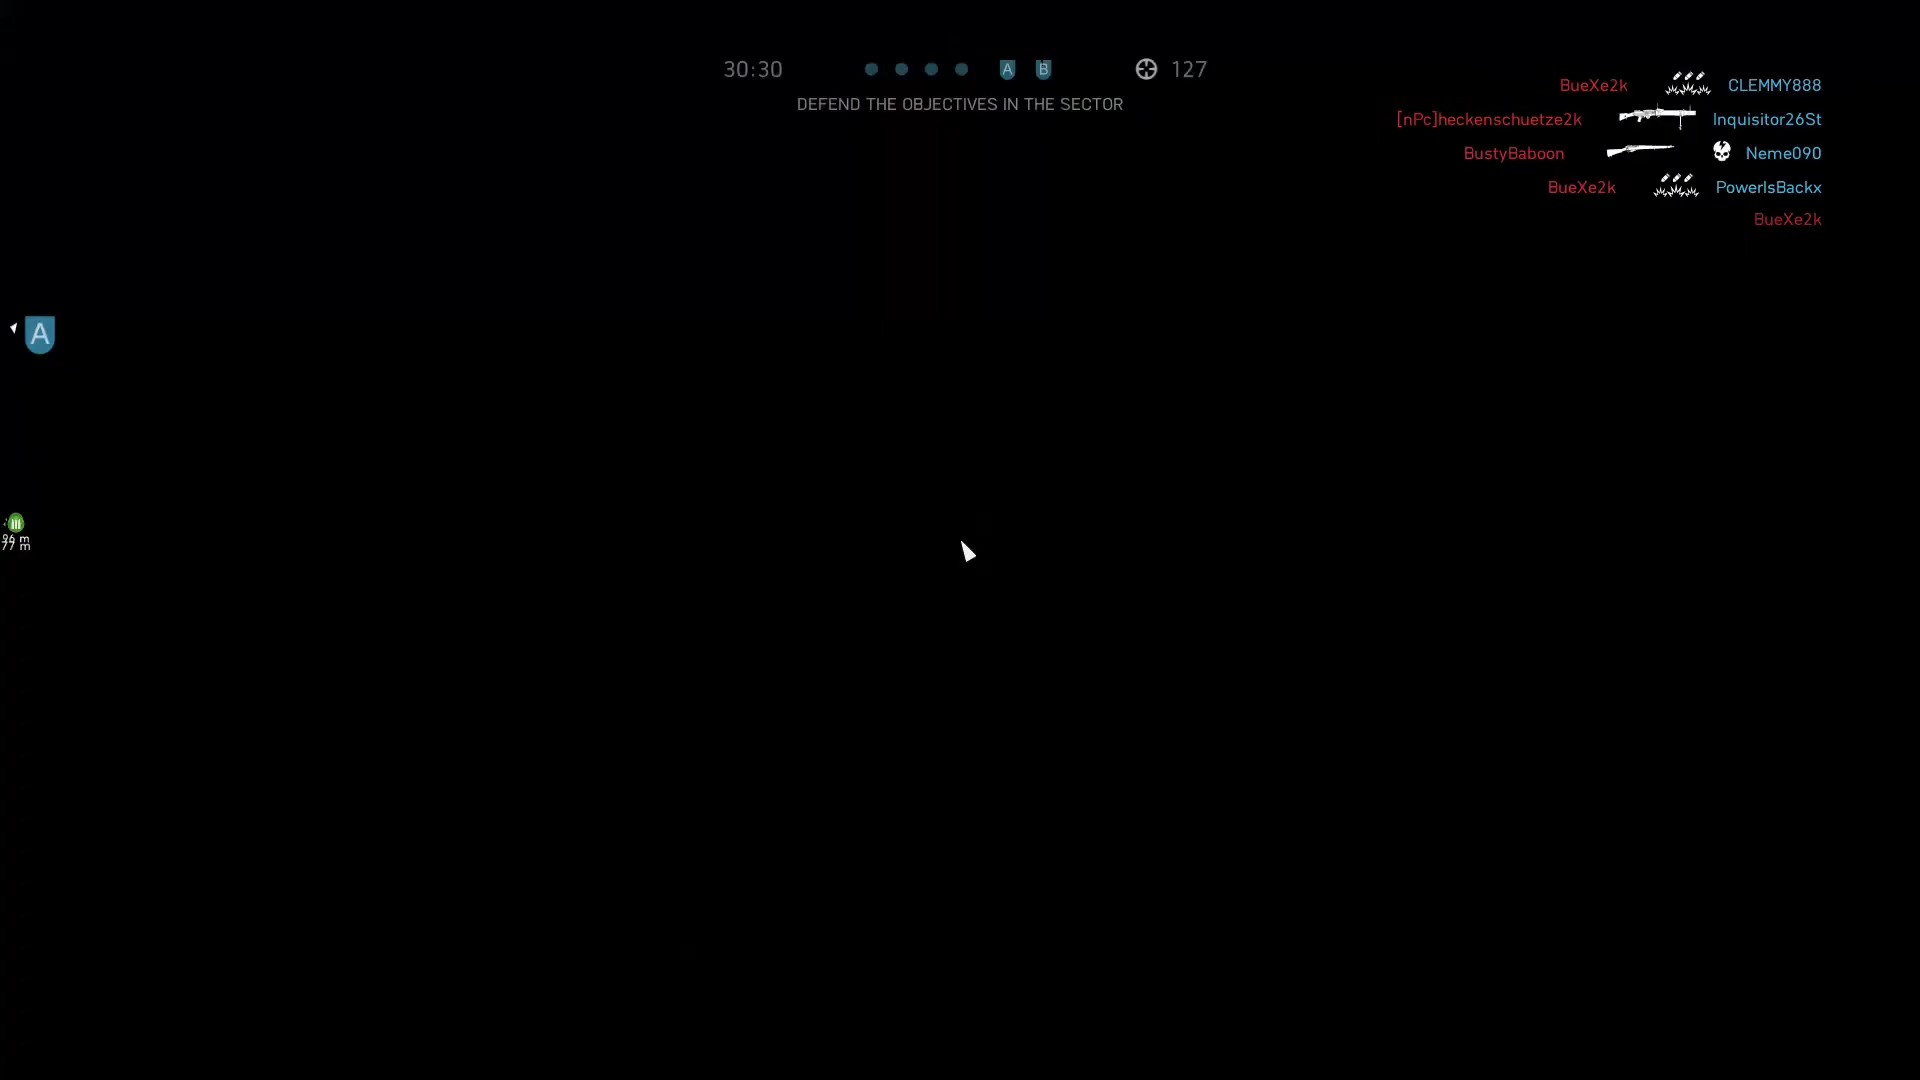 30:30 A B 127
DEFEND THE OBJECTIVES IN THE SECTOR
BueXe2k CLEMMY888
[nPc]heckenschuetze2k Inquisitor26St
BustyBaboon Neme090
BueXe2k PowerIsBackx
BueXe2k
A
77 m